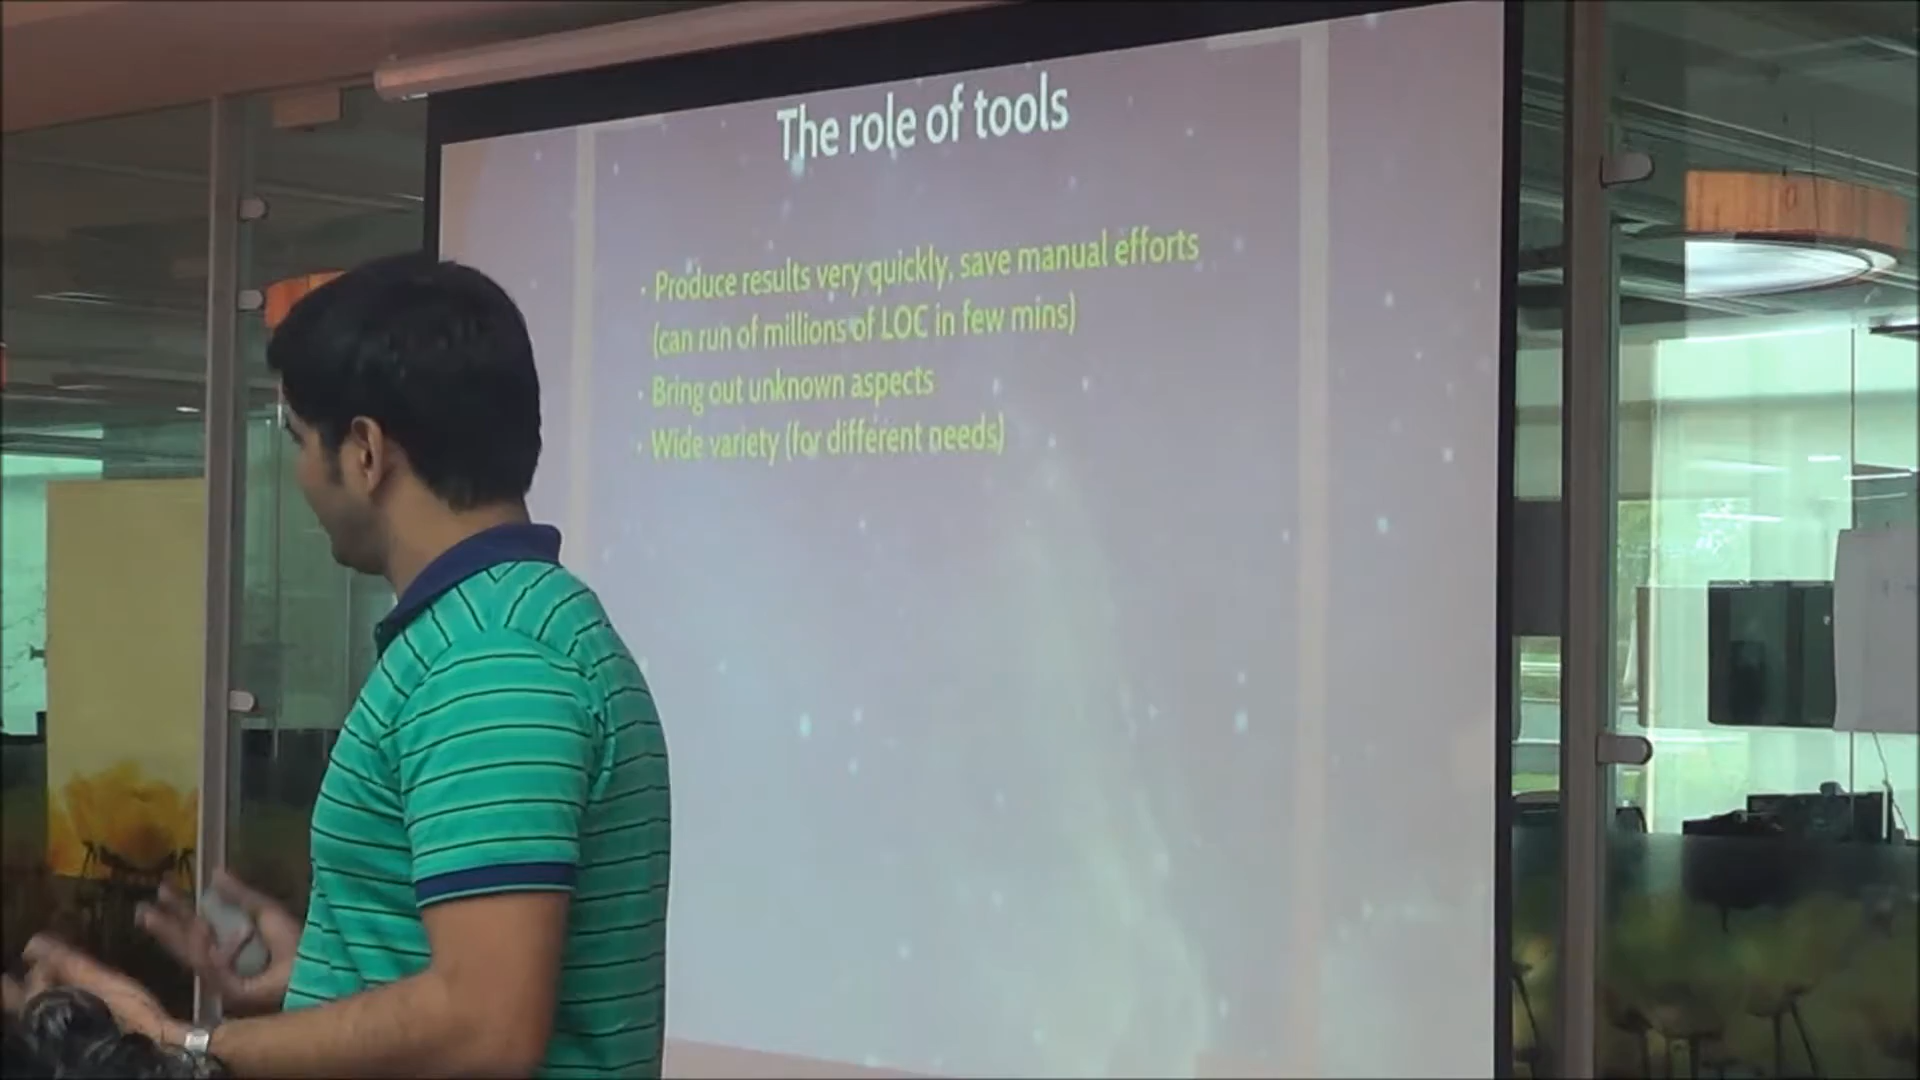 The role of tools
· Produce results very quickly, save manual efforts
(can run of millions of LOC in few mins)
· Bring out unknown aspects
· Wide variety (for different needs)